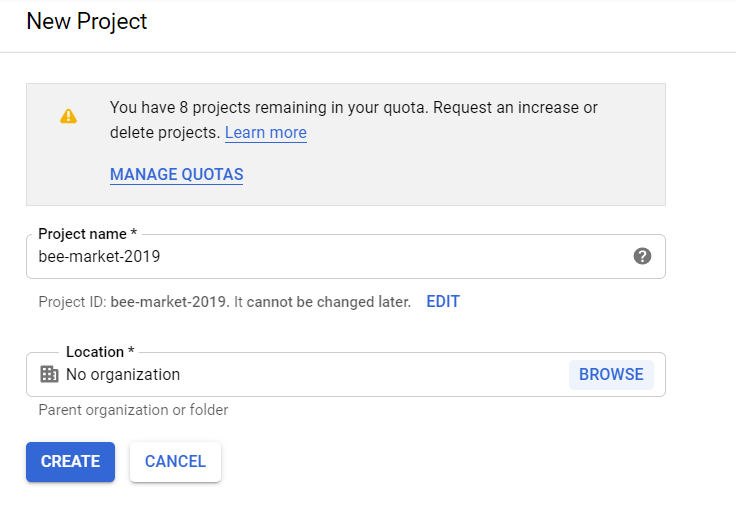 New Project
You have 8 projects remaining in your quota. Request an increase or
delete projects. Learn more
MANAGE QUOTAS
Project name *
bee-market-2019
Project ID: bee-market-2019. It cannot be changed later. EDIT
Location *
No organization BROWSE
Parent organization or folder
CREATE CANCEL